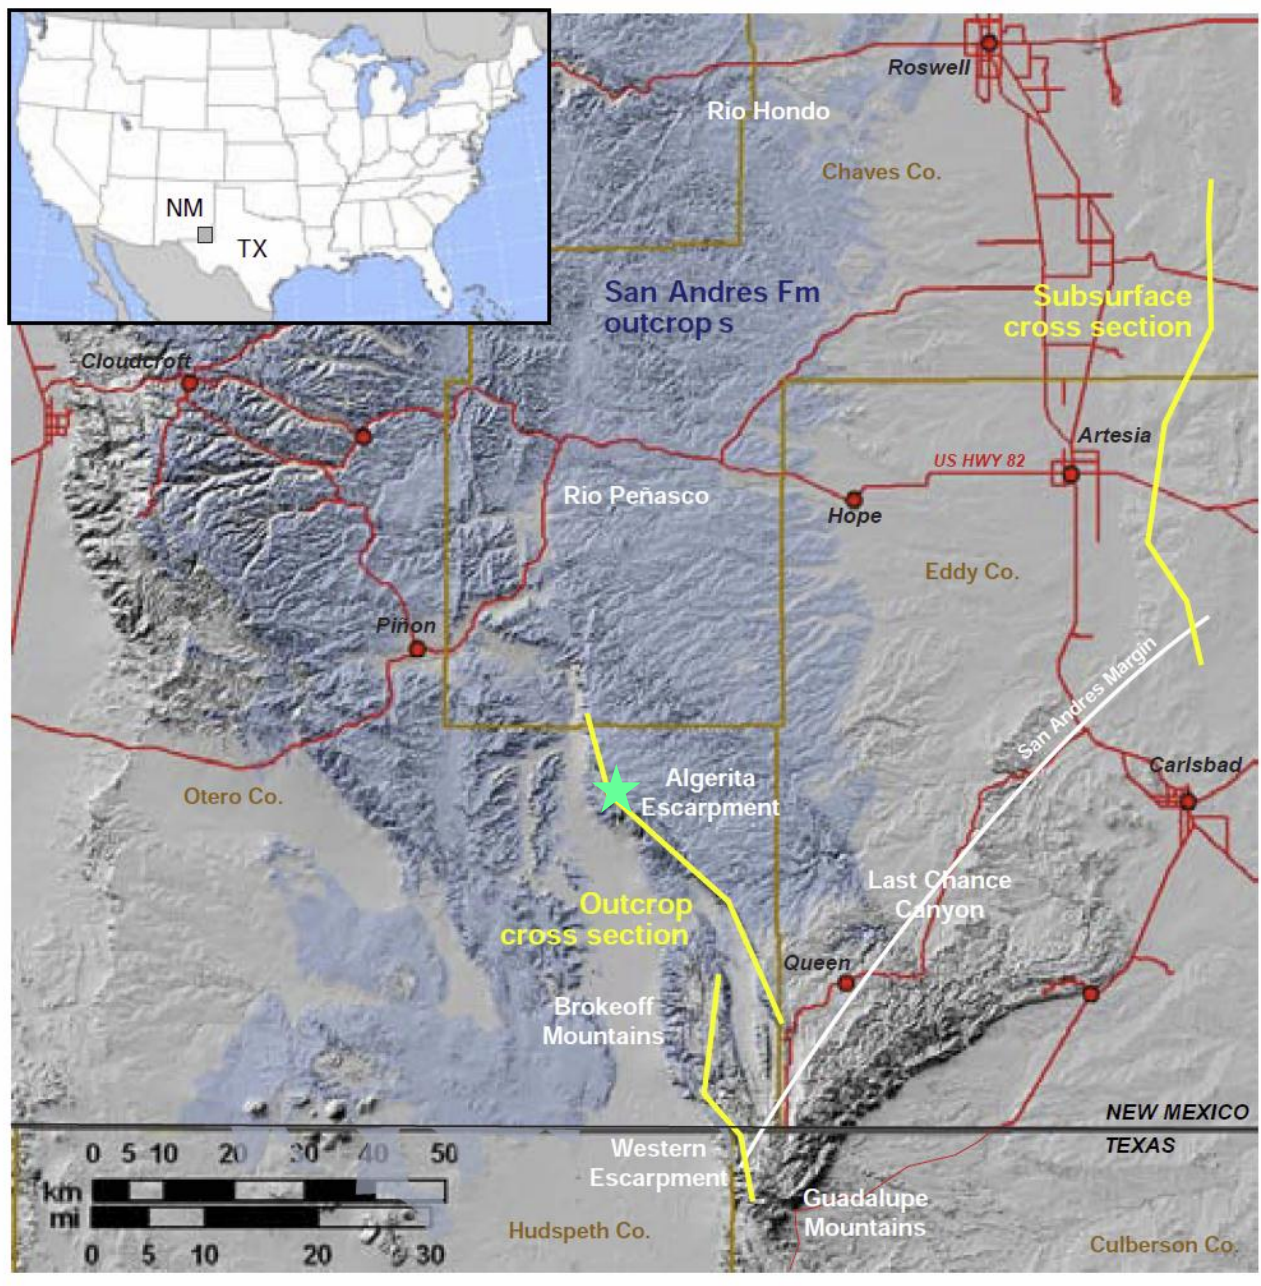 NM
TX
Roswell
Rio Hondo
Chaves Co.
San Andres Fm
outcrop s
Subsurface
cross section
Cloudcroft
Artesia
US HWY 82
Rio Peñasco
Hope
Eddy Co.
Piñon
San Andres Margin
Carlsbad
Algerita
Escarpment
Otero Co.
Last Chance
Canyon
Outcrop
cross section
Queen
Brokeoff
Mountains
NEW MEXICO
TEXAS
Western
Escarpment
0 5 10 20 30 40 50
km
mi
0 5 10 20 30
Guadalupe
Mountains
Hudspeth Co.
Culberson Co.